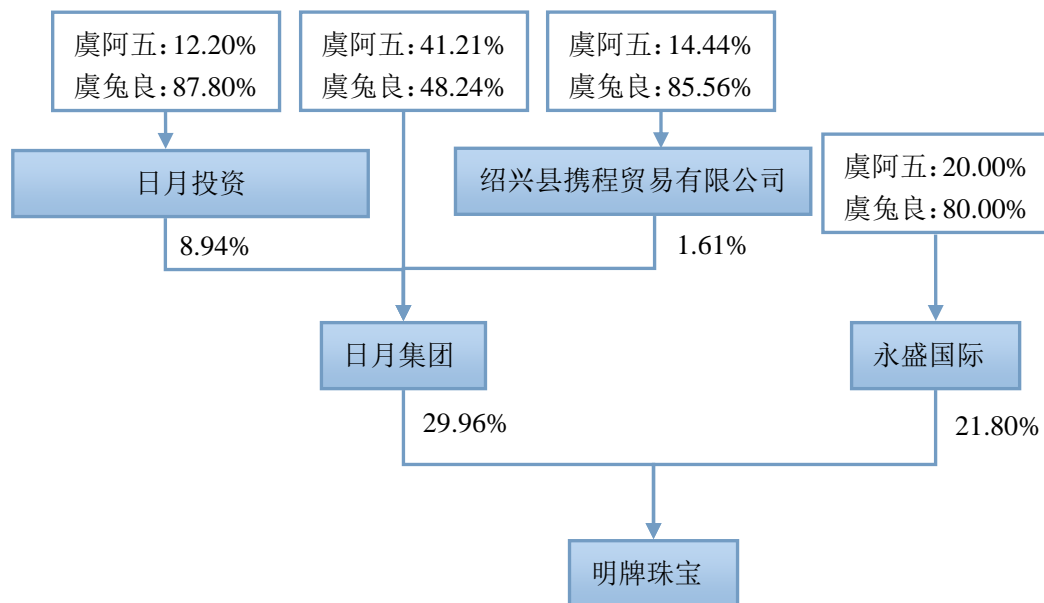 虞阿五：12.20%
虞兔良：87.80%
虞阿五：41.21%
虞兔良：48.24%
虞阿五：14.44%
虞兔良：85.56%
日月投资
绍兴县携程贸易有限公司
虞阿五：20.00%
虞兔良：80.00%
8.94%
1.61%
日月集团
永盛国际
29.96%
21.80%
明牌珠宝